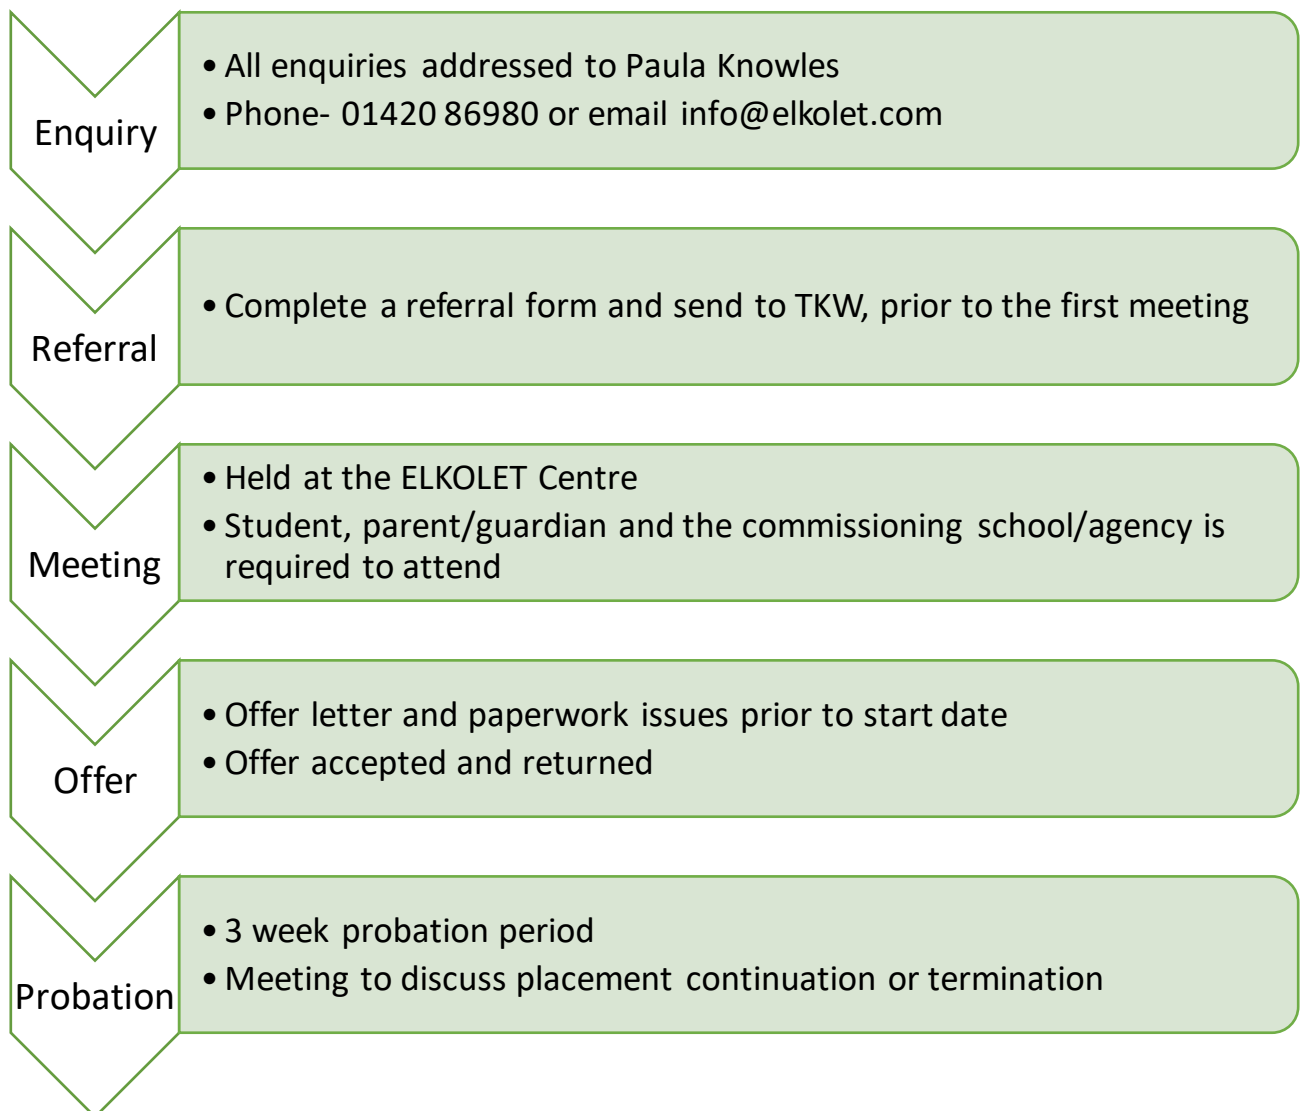 Enquiry
• All enquiries addressed to Paula Knowles
• Phone- 01420 86980 or email info@elkolet.com
Referral
• Complete a referral form and send to TKW, prior to the first meeting
Meeting
• Held at the ELKOLET Centre
• Student, parent/guardian and the commissioning school/agency is
required to attend
Offer
• Offer letter and paperwork issues prior to start date
• Offer accepted and returned
Probation
• 3 week probation period
• Meeting to discuss placement continuation or termination